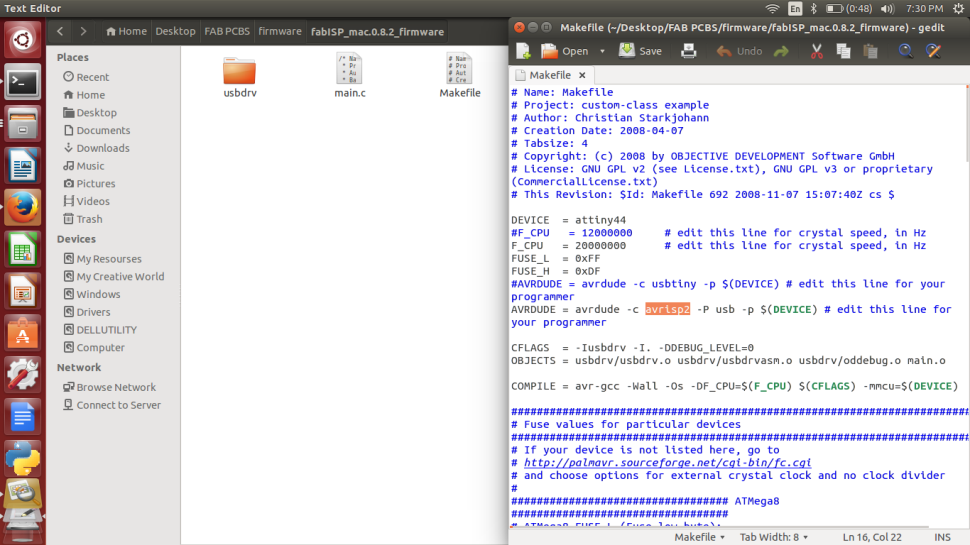 Text Editor
En
(0:48)
7:30 PM
Home
Desktop
FAB PCBS
firmware
fabISP_mac.0.8.2_firmware
Places
Recent
Home
Desktop
Documents
Downloads
Music
Pictures
Videos
Trash
Devices
My Resourses
My Creative World
Windows
Drivers
DELLUTILITY
Computer
Network
Browse Network
Connect to Server
usbdrv
main.c
Makefile
Makefile (~/Desktop/FAB PCBS/firmware/fabISP_mac.0.8.2_firmware) - gedit
Open
Save
Undo
Makefile
# Name: Makefile
# Project: custom-class example
# Author: Christian Starkjohann
# Creation Date: 2008-04-07
# Tabsize: 4
# Copyright: (c) 2008 by OBJECTIVE DEVELOPMENT Software GmbH
# License: GNU GPL v2 (see License.txt), GNU GPL v3 or proprietary
(CommercialLicense.txt)
# This Revision: $Id: Makefile 692 2008-11-07 15:07:40Z cs $
DEVICE  = attiny44
#F_CPU   = 12000000     # edit this line for crystal speed, in Hz
F_CPU   = 20000000      # edit this line for crystal speed, in Hz
FUSE_L  = 0xFF
FUSE_H  = 0xDF
#AVRDUDE = avrdude -c usbtiny -p $(DEVICE) # edit this line for your
programmer
AVRDUDE = avrdude -c avrisp2 -P usb -p $(DEVICE) # edit this line for
your programmer
CFLAGS  = -Iusbdrv -I. -DDEBUG_LEVEL=0
OBJECTS = usbdrv/usbdrv.o usbdrv/usbdrvasm.o usbdrv/oddebug.o main.o
COMPILE = avr-gcc -Wall -Os -DF_CPU=$(F_CPU) $(CFLAGS) -mmcu=$(DEVICE)
##############################################################################
# Fuse values for particular devices
##############################################################################
# If your device is not listed here, go to
# http://palmavr.sourceforge.net/cgi-bin/fc.cgi
# and choose options for external crystal clock and no clock divider
#
################################## ATMega8
##################################
# ATMega8 FUSE_L (Fuse low byte):
Makefile
Tab Width: 8
Ln 16, Col 22
INS